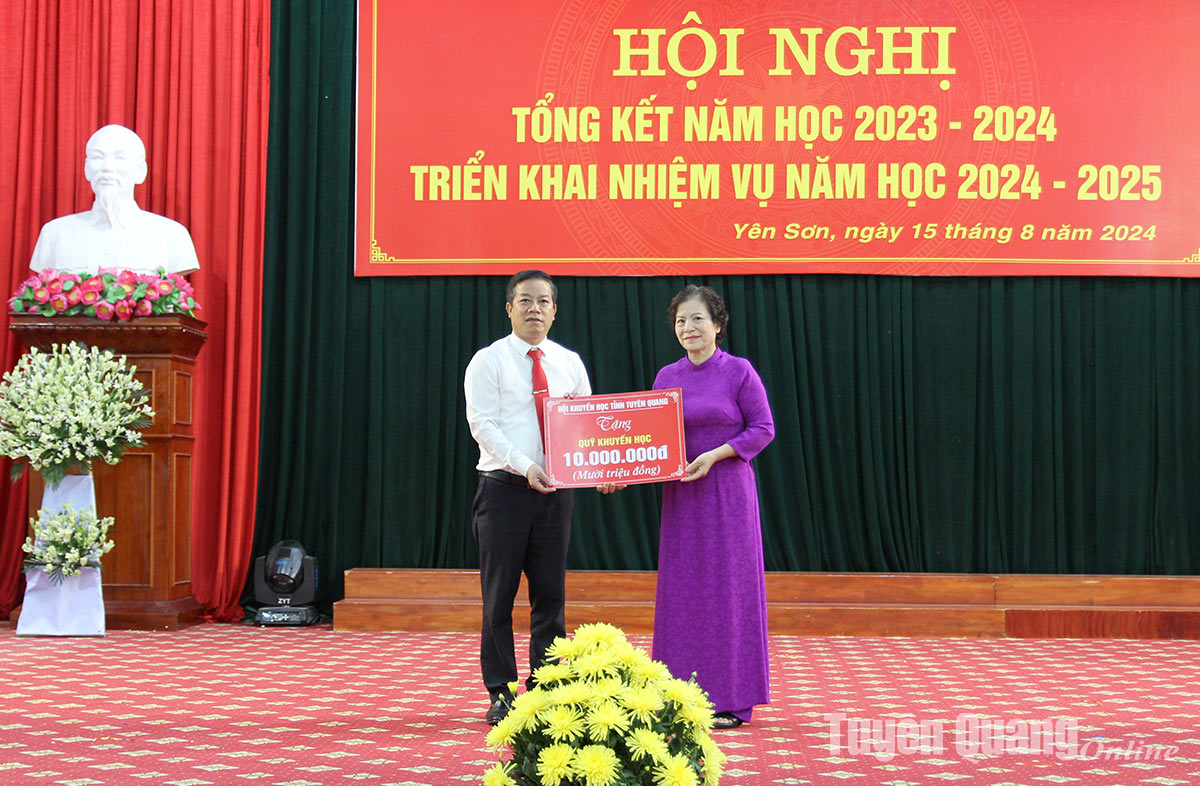 HỘI NGHỊ
TỔNG KẾT NĂM HỌC 2023 - 2024
TRIỂN KHAI NHIỆM VỤ NĂM HỌC 2024 - 2025
Yên Sơn, ngày 15 tháng 8 năm 2024
HỘI KHUYẾN HỌC TỈNH TUYÊN QUANG
Tặng
QUỸ KHUYẾN HỌC
10.000.000đ
(Mười triệu đồng)
ZYT
Tuyên Quang Online